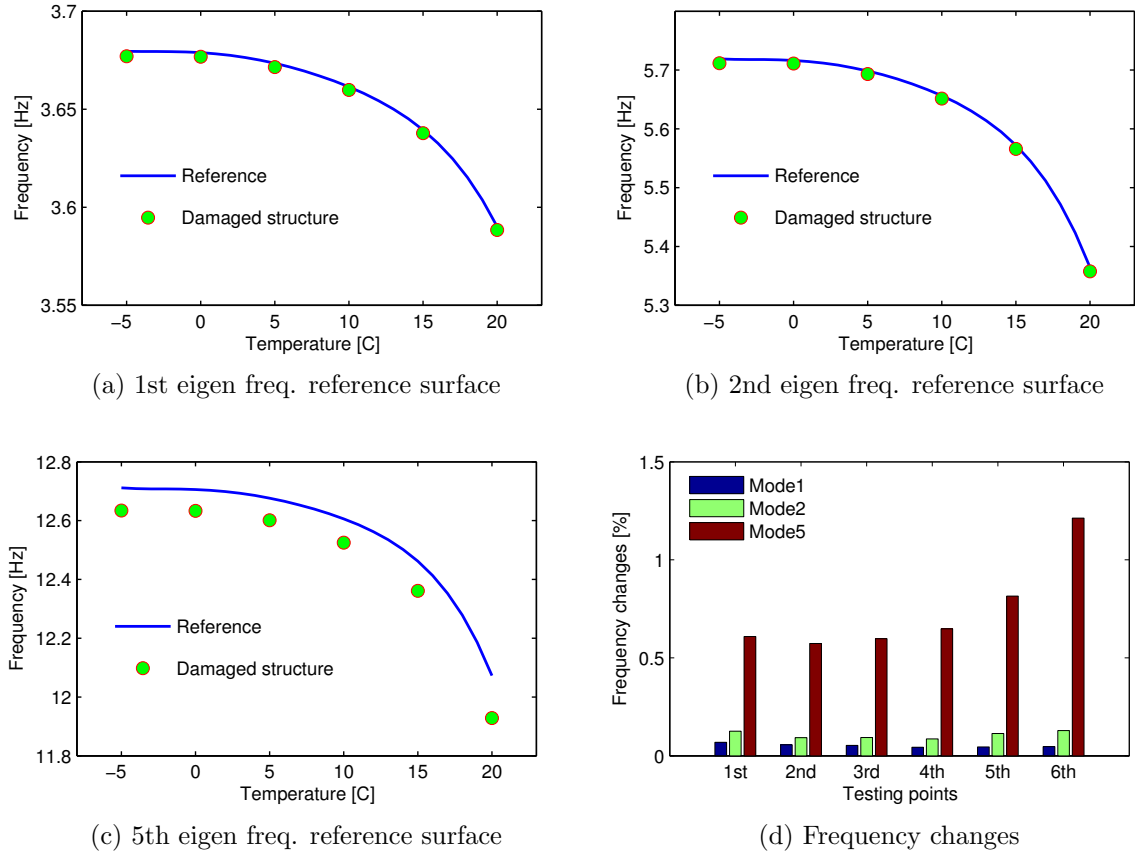 3.7
3.65
3.6
3.55
Frequency [Hz]
Reference
Damaged structure
−5 0 5 10 15 20
Temperature [C]
(a) 1st eigen freq. reference surface
5.8
5.7
5.6
5.5
5.4
5.3
Frequency [Hz]
Reference
Damaged structure
−5 0 5 10 15 20
Temperature [C]
(b) 2nd eigen freq. reference surface
12.8
12.6
12.4
12.2
12
11.8
Frequency [Hz]
Reference
Damaged structure
−5 0 5 10 15 20
Temperature [C]
(c) 5th eigen freq. reference surface
1.5
1
0.5
0
Frequency changes [%]
Mode1
Mode2
Mode5
1st 2nd 3rd 4th 5th 6th
Testing points
(d) Frequency changes